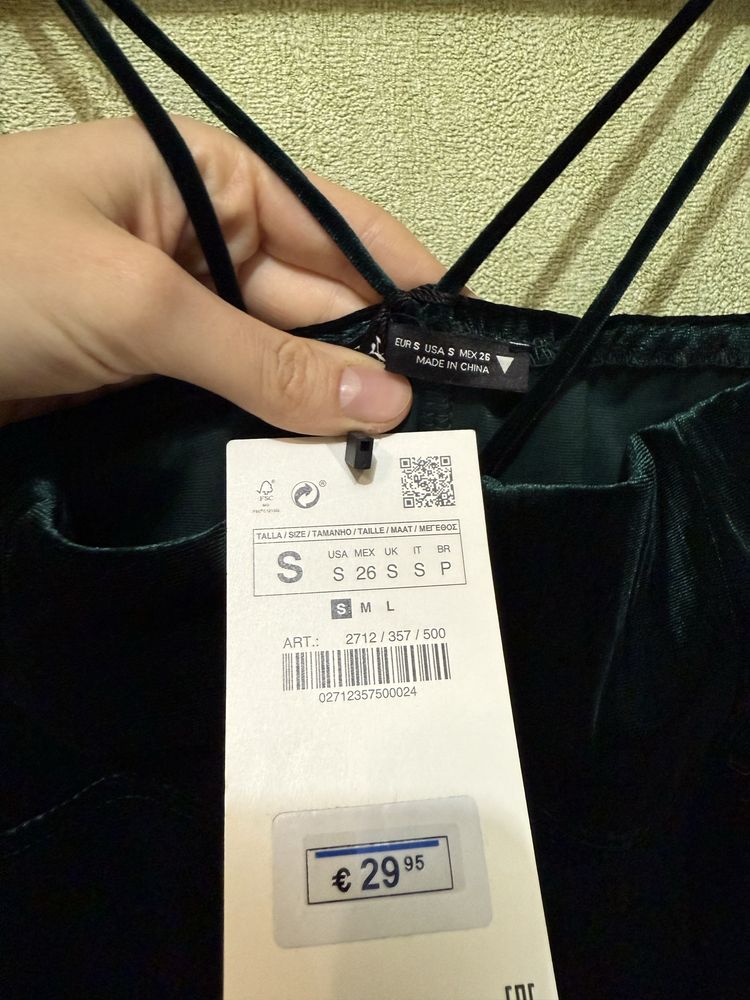 EUR S USA S MEX 26
MADE IN CHINA
FSC
®
TALLA / SIZE / TAMANHO / TAILLE / MAAT / ΜΕΓΕΘΟΣ
S
USA MEX UK IT BR
S 26 S S P
S M L
ART.: 2712 / 357 / 500
02712357500024
€ 29 95